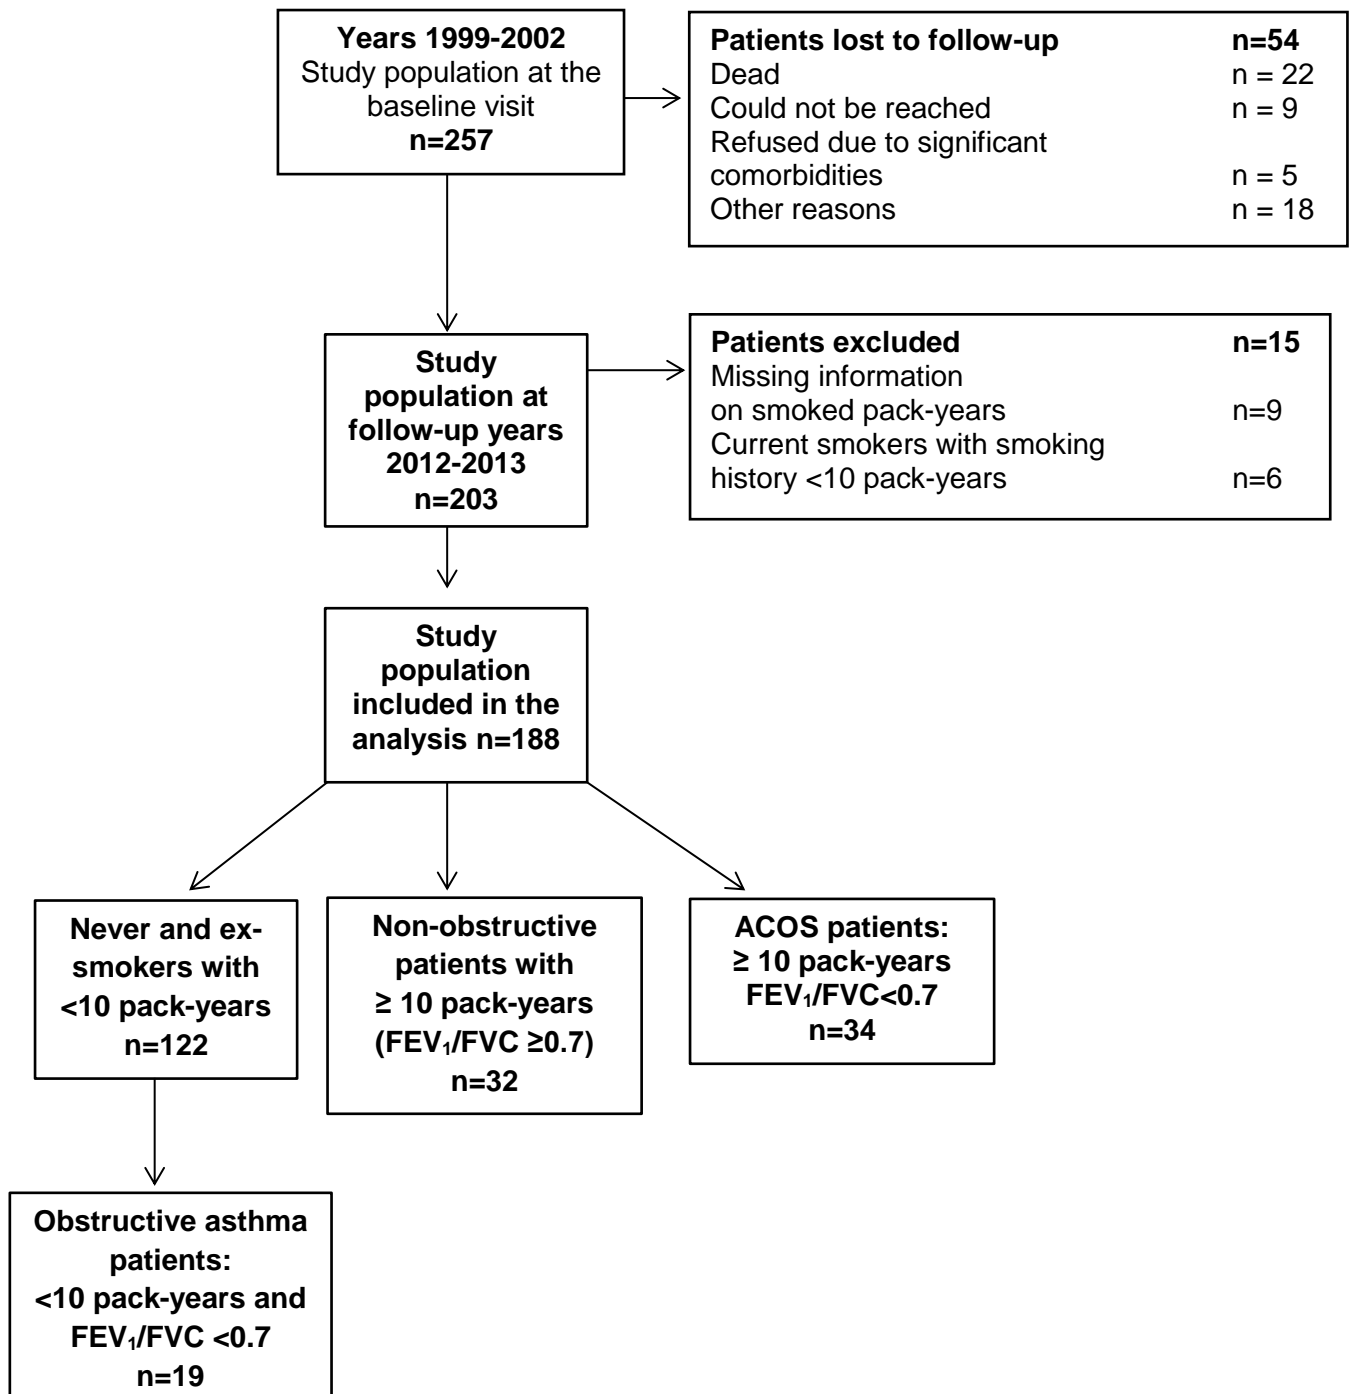 Years 1999-2002
Study population at the
baseline visit
n=257
Patients lost to follow-up n=54
Dead n = 22
Could not be reached n = 9
Refused due to significant
comorbidities n = 5
Other reasons n = 18
Study
population at
follow-up years
2012-2013
n=203
Patients excluded n=15
Missing information
on smoked pack-years n=9
Current smokers with smoking
history <10 pack-years n=6
Study
population
included in the
analysis n=188
Never and ex-
smokers with
<10 pack-years
n=122
Non-obstructive
patients with
≥ 10 pack-years
(FEV₁/FVC ≥0.7)
n=32
ACOS patients:
≥ 10 pack-years
FEV₁/FVC<0.7
n=34
Obstructive asthma
patients:
<10 pack-years and
FEV₁/FVC <0.7
n=19